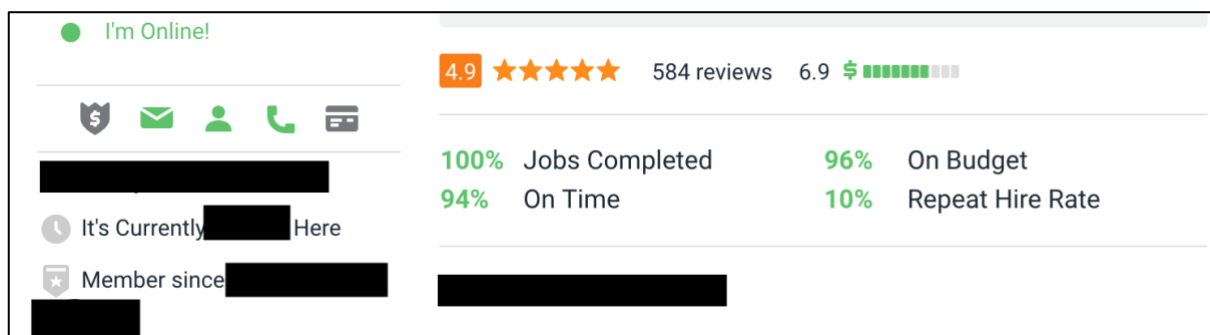 I'm Online!
It's Currently Here
Member since
4.9 584 reviews 6.9 $
100% Jobs Completed 96% On Budget
94% On Time 10% Repeat Hire Rate